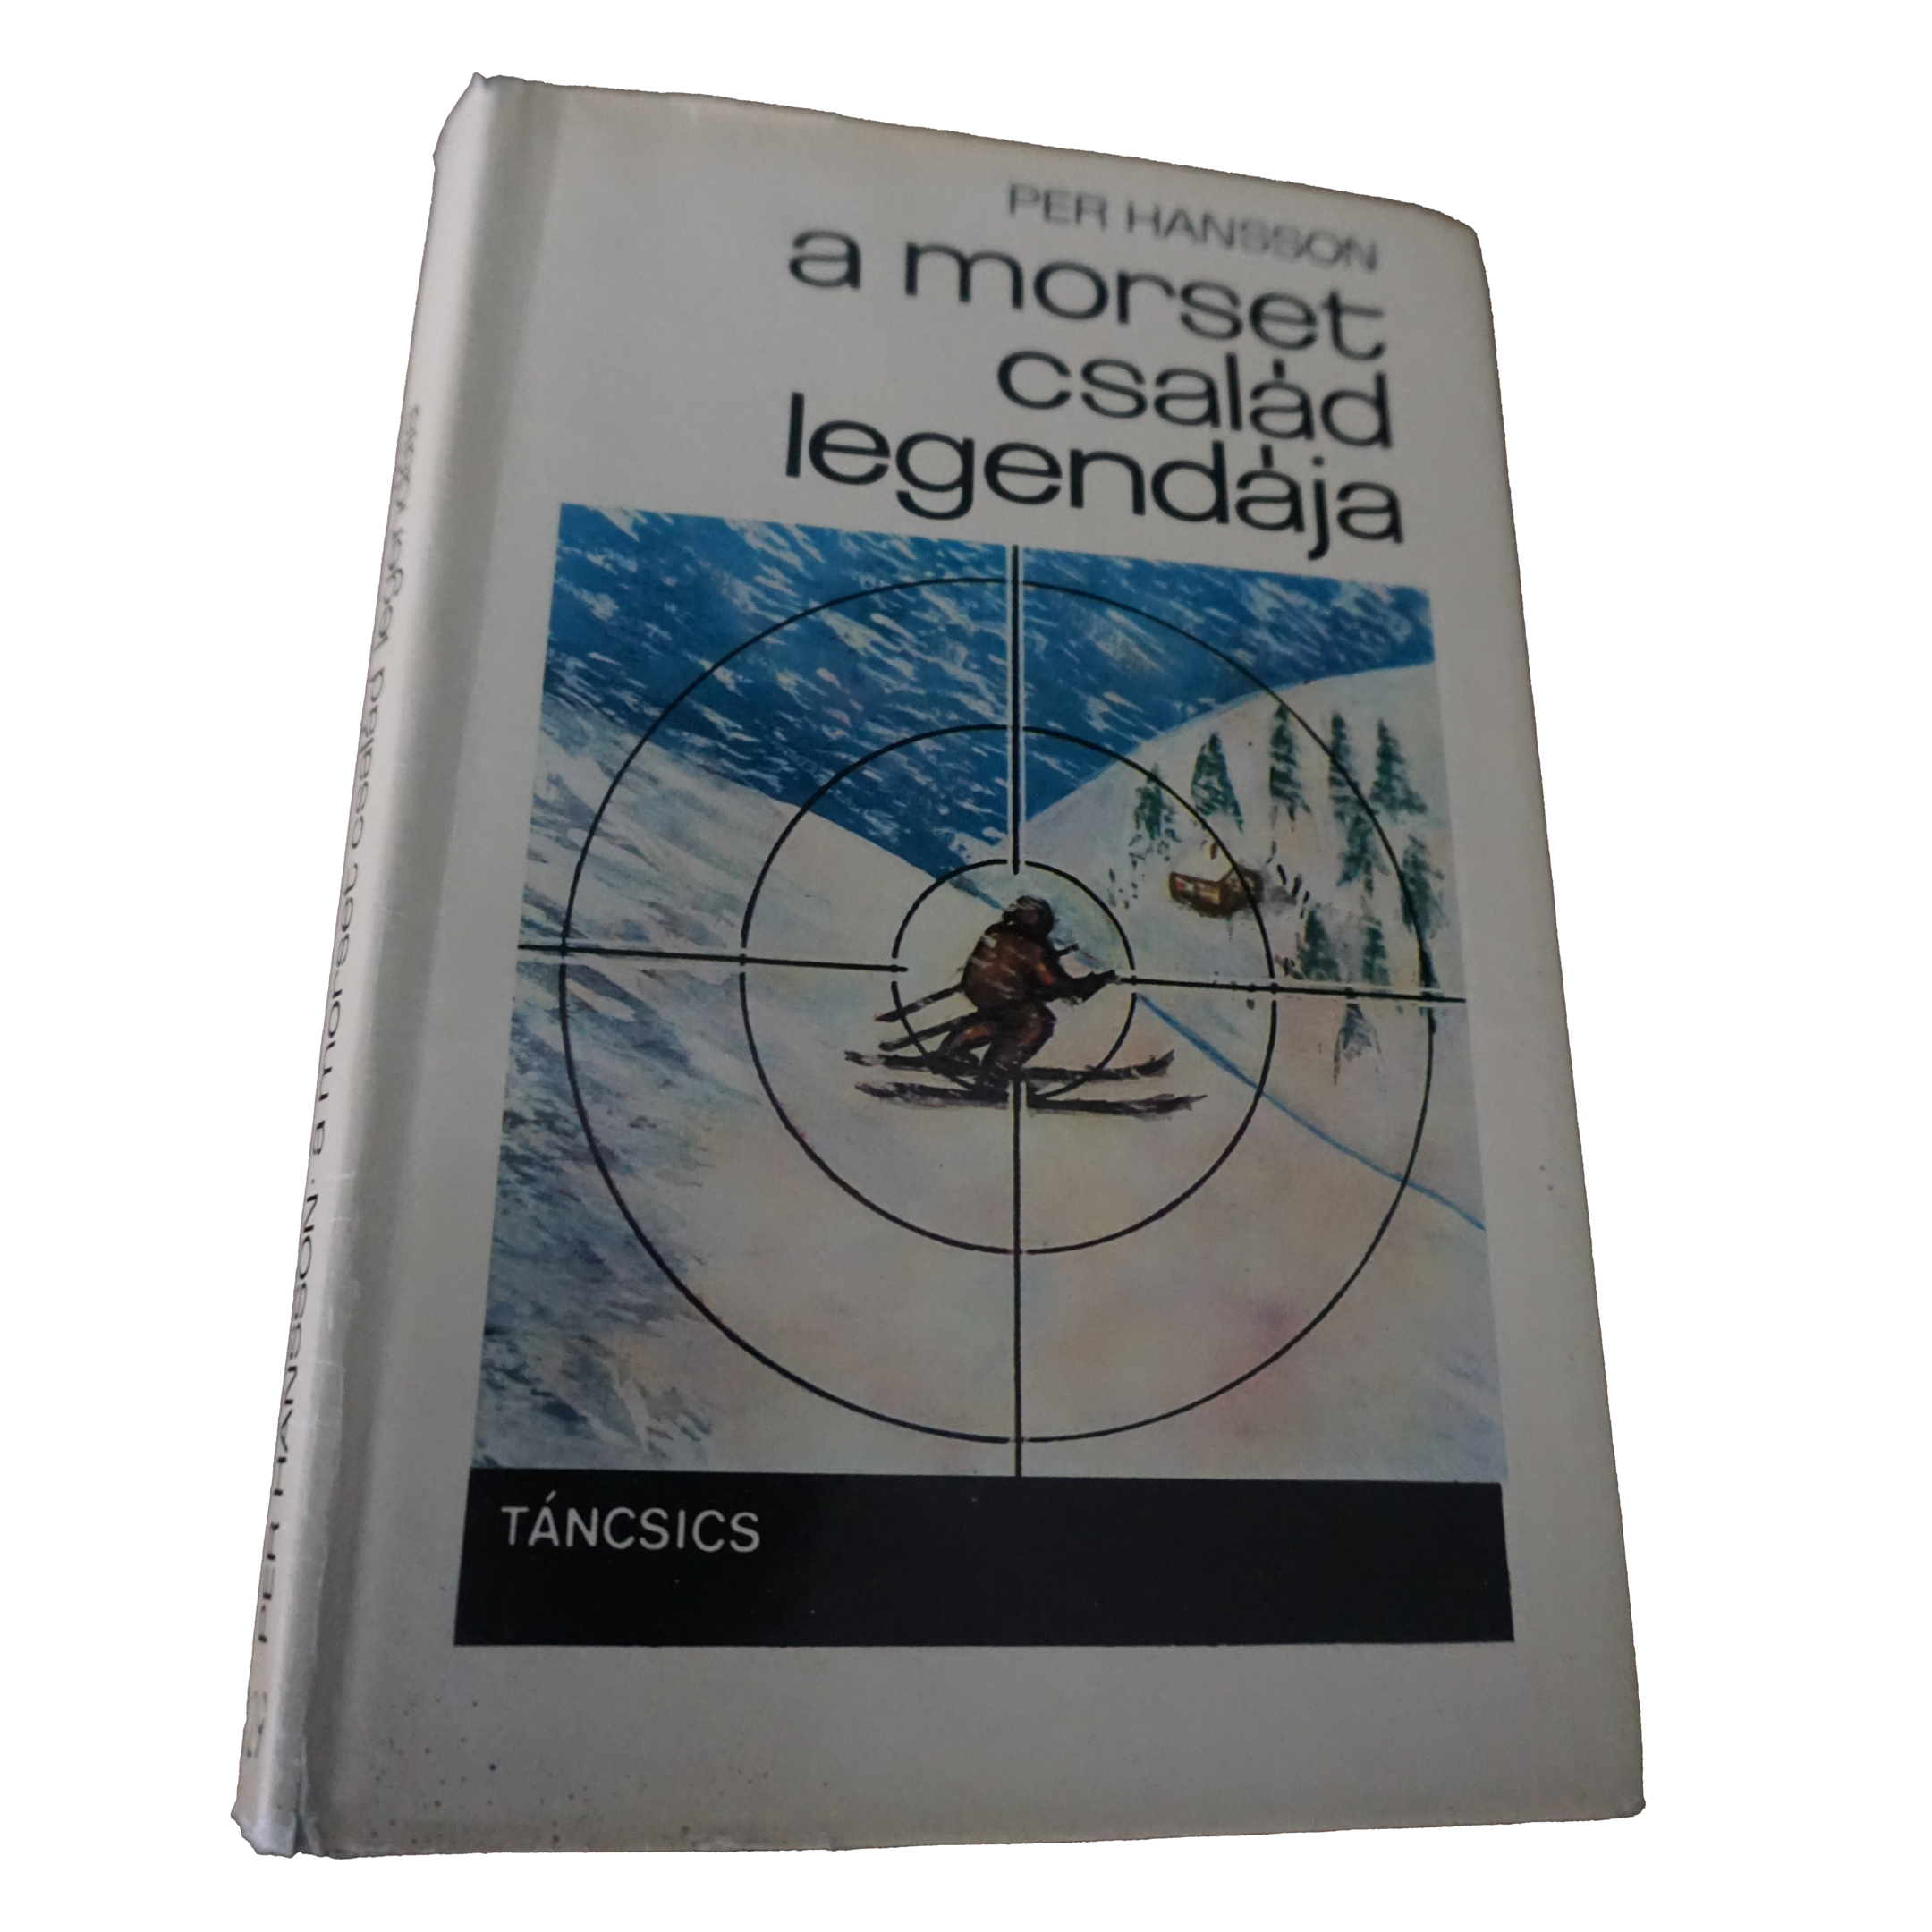 PER HANSSON
a morset
család
legendája
TÁNCSICS
PER HANSSON · a morset család legendája